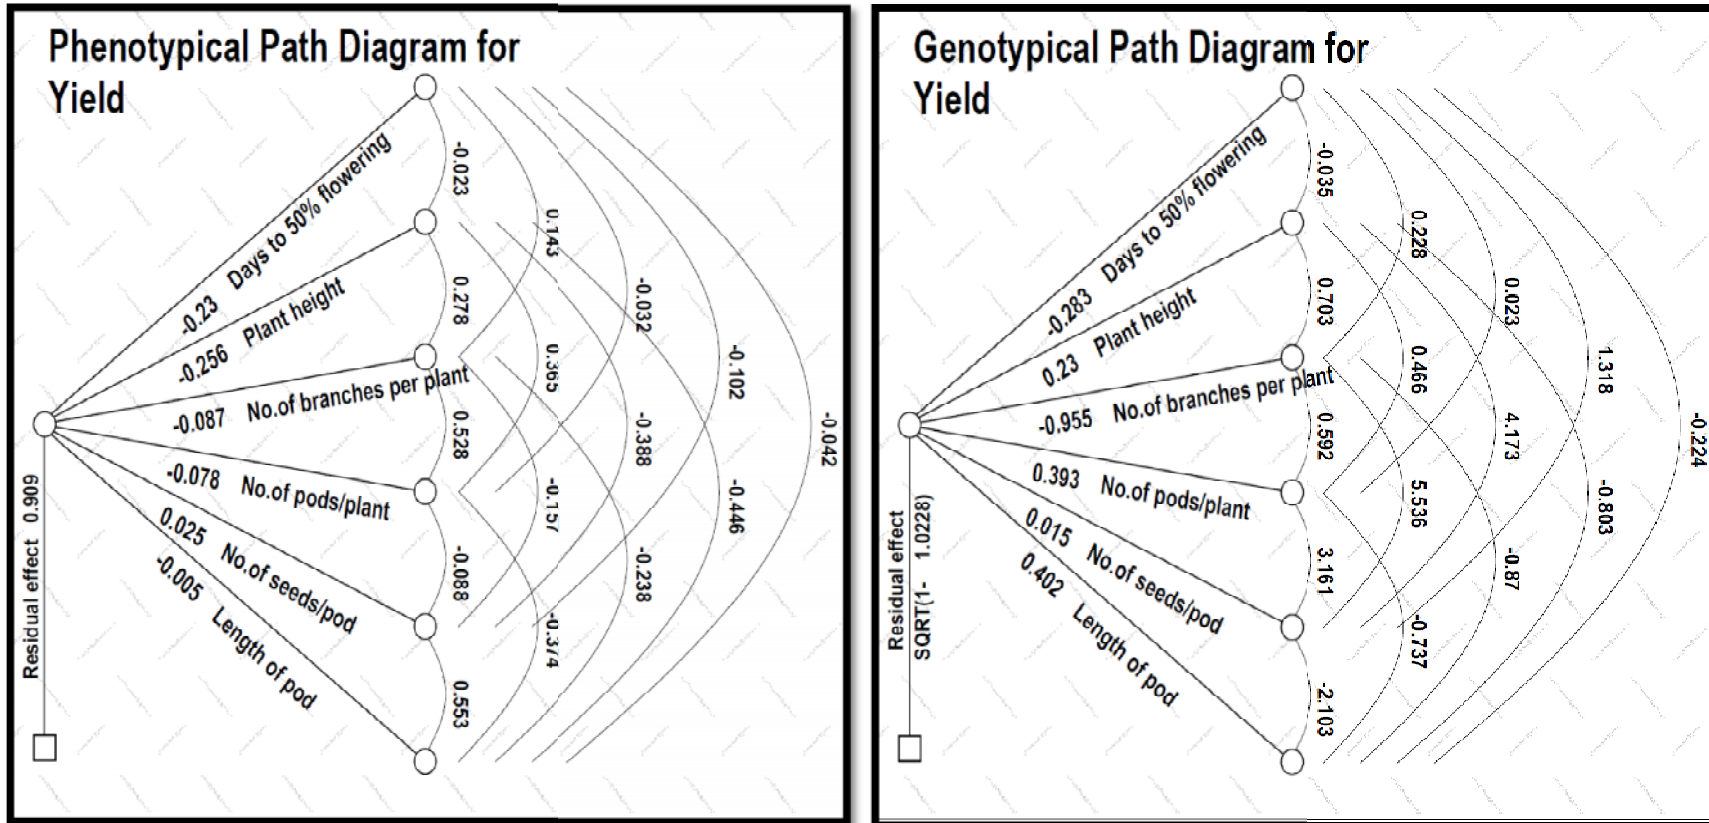 Phenotypical Path Diagram for
Yield
-0.23 Days to 50% flowering
-0.256 Plant height
-0.087 No.of branches per plant
-0.078 No.of pods/plant
0.025 No.of seeds/pod
-0.005 Length of pod
Residual effect 0.909
-0.023
0.278
0.528
-0.088
0.553
0.143
0.365
-0.157
-0.374
-0.032
-0.388
-0.238
-0.102
-0.446
-0.042
Genotypical Path Diagram for
Yield
-0.283 Days to 50% flowering
0.23 Plant height
-0.955 No.of branches per plant
0.393 No.of pods/plant
0.015 No.of seeds/pod
0.402 Length of pod
Residual effect
SQRT(1- 1.0228)
-0.035
0.703
0.592
3.161
-2.103
0.228
0.466
5.536
-0.737
0.023
4.173
-0.87
1.318
-0.803
-0.224